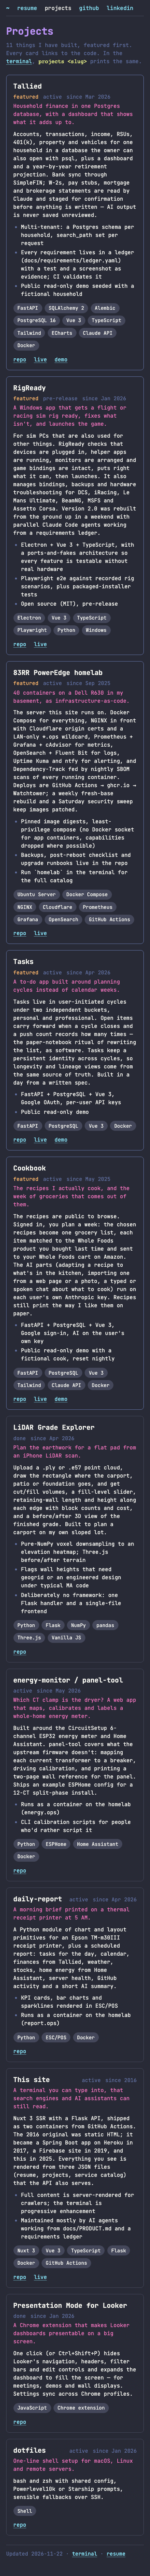 ~ resume projects github linkedin
Projects
11 things I have built, featured first.
Every card links to the code. In the
terminal, projects <slug> prints the same.
Tallied
featured active since Mar 2026
Household finance in one Postgres
database, with a dashboard that shows
what it adds up to.
Accounts, transactions, income, RSUs,
401(k), property and vehicles for one
household, in a database the owner can
also open with psql, plus a dashboard
and a year-by-year retirement
projection. Bank sync through
SimpleFIN; W-2s, pay stubs, mortgage
and brokerage statements are read by
Claude and staged for confirmation
before anything is written — AI output
is never saved unreviewed.
Multi-tenant: a Postgres schema per
household, search_path set per
request
Every requirement lives in a ledger
(docs/requirements/ledger.yaml)
with a test and a screenshot as
evidence; CI validates it
Public read-only demo seeded with a
fictional household
FastAPI SQLAlchemy 2 Alembic
PostgreSQL 16 Vue 3 TypeScript
Tailwind ECharts Claude API
Docker
repo live demo
RigReady
featured pre-release since Jan 2026
A Windows app that gets a flight or
racing sim rig ready, fixes what
isn't, and launches the game.
For sim PCs that are also used for
other things. RigReady checks that
devices are plugged in, helper apps
are running, monitors are arranged and
game bindings are intact, puts right
what it can, then launches. It also
manages bindings, backups and hardware
troubleshooting for DCS, iRacing, Le
Mans Ultimate, BeamNG, MSFS and
Assetto Corsa. Version 2.0 was rebuilt
from the ground up in a weekend with
parallel Claude Code agents working
from a requirements ledger.
Electron + Vue 3 + TypeScript, with
a ports-and-fakes architecture so
every feature is testable without
real hardware
Playwright e2e against recorded rig
scenarios, plus packaged-installer
tests
Open source (MIT), pre-release
Electron Vue 3 TypeScript
Playwright Python Windows
repo live
83RR PowerEdge homelab
featured active since Sep 2025
40 containers on a Dell R630 in my
basement, as infrastructure-as-code.
The server this site runs on. Docker
Compose for everything, NGINX in front
with Cloudflare origin certs and a
LAN-only *.ops wildcard, Prometheus +
Grafana + cAdvisor for metrics,
OpenSearch + Fluent Bit for logs,
Uptime Kuma and ntfy for alerting, and
Dependency-Track fed by nightly SBOM
scans of every running container.
Deploys are GitHub Actions → ghcr.io →
Watchtower; a weekly fresh-base
rebuild and a Saturday security sweep
keep images patched.
Pinned image digests, least-
privilege compose (no Docker socket
for app containers, capabilities
dropped where possible)
Backups, post-reboot checklist and
upgrade runbooks live in the repo
Run `homelab` in the terminal for
the full catalog
Ubuntu Server Docker Compose
NGINX Cloudflare Prometheus
Grafana OpenSearch GitHub Actions
repo live
Tasks
featured active since Apr 2026
A to-do app built around planning
cycles instead of calendar weeks.
Tasks live in user-initiated cycles
under two independent buckets,
personal and professional. Open items
carry forward when a cycle closes and
a push count records how many times —
the paper-notebook ritual of rewriting
the list, as software. Tasks keep a
persistent identity across cycles, so
longevity and lineage queries come
from the same source of truth. Built in
a day from a written spec.
FastAPI + PostgreSQL + Vue 3,
Google OAuth, per-user API keys
Public read-only demo
FastAPI PostgreSQL Vue 3 Docker
repo live demo
Cookbook
featured active since May 2025
The recipes I actually cook, and the
week of groceries that comes out of
them.
The recipes are public to browse.
Signed in, you plan a week: the chosen
recipes become one grocery list, each
item matched to the Whole Foods
product you bought last time and sent
to your Whole Foods cart on Amazon.
The AI parts (adapting a recipe to
what's in the kitchen, importing one
from a web page or a photo, a typed or
spoken chat about what to cook) run on
each user's own Anthropic key. Recipes
still print the way I like them on
paper.
FastAPI + PostgreSQL + Vue 3,
Google sign-in, AI on the user's
own key
Public read-only demo with a
fictional cook, reset nightly
FastAPI PostgreSQL Vue 3
Tailwind Claude API Docker
repo live demo
LiDAR Grade Explorer
done since Apr 2026
Plan the earthwork for a flat pad from
an iPhone LiDAR scan.
Upload a .ply or .e57 point cloud,
draw the rectangle where the carport,
patio or foundation goes, and get
cut/fill volumes, a fill-level slider,
retaining-wall length and height along
each edge with block counts and cost,
and a before/after 3D view of the
finished grade. Built to plan a
carport on my own sloped lot.
Pure-NumPy voxel downsampling to an
elevation heatmap; Three.js
before/after terrain
Flags wall heights that need
geogrid or an engineered design
under typical MA code
Deliberately no framework: one
Flask handler and a single-file
frontend
Python Flask NumPy pandas
Three.js Vanilla JS
repo
energy-monitor / panel-tool
active since May 2026
Which CT clamp is the dryer? A web app
that maps, calibrates and labels a
whole-home energy meter.
Built around the CircuitSetup 6-
channel ESP32 energy meter and Home
Assistant. panel-tool covers what the
upstream firmware doesn't: mapping
each current transformer to a breaker,
driving calibration, and printing a
one-page wall reference for the panel.
Ships an example ESPHome config for a
12-CT split-phase install.
Runs as a container on the homelab
(energy.ops)
CLI calibration scripts for people
who'd rather script it
Python ESPHome Home Assistant
Docker
repo
daily-report active since Apr 2026
A morning brief printed on a thermal
receipt printer at 5 AM.
A Python module of chart and layout
primitives for an Epson TM-m30III
receipt printer, plus a scheduled
report: tasks for the day, calendar,
finances from Tallied, weather,
stocks, home energy from Home
Assistant, server health, GitHub
activity and a short AI summary.
KPI cards, bar charts and
sparklines rendered in ESC/POS
Runs as a container on the homelab
(report.ops)
Python ESC/POS Docker
repo
This site active since 2016
A terminal you can type into, that
search engines and AI assistants can
still read.
Nuxt 3 SSR with a Flask API, shipped
as two containers from GitHub Actions.
The 2016 original was static HTML; it
became a Spring Boot app on Heroku in
2017, a Firebase site in 2019, and
this in 2025. Everything you see is
rendered from three JSON files
(resume, projects, service catalog)
that the API also serves.
Full content is server-rendered for
crawlers; the terminal is
progressive enhancement
Maintained mostly by AI agents
working from docs/PRODUCT.md and a
requirements ledger
Nuxt 3 Vue 3 TypeScript Flask
Docker GitHub Actions
repo live
Presentation Mode for Looker
done since Jan 2026
A Chrome extension that makes Looker
dashboards presentable on a big
screen.
One click (or Ctrl+Shift+P) hides
Looker's navigation, headers, filter
bars and edit controls and expands the
dashboard to fill the screen — for
meetings, demos and wall displays.
Settings sync across Chrome profiles.
JavaScript Chrome extension
repo
dotfiles active since Jan 2026
One-line shell setup for macOS, Linux
and remote servers.
bash and zsh with shared config,
Powerlevel10k or Starship prompts,
sensible fallbacks over SSH.
Shell
repo
terminal · resume